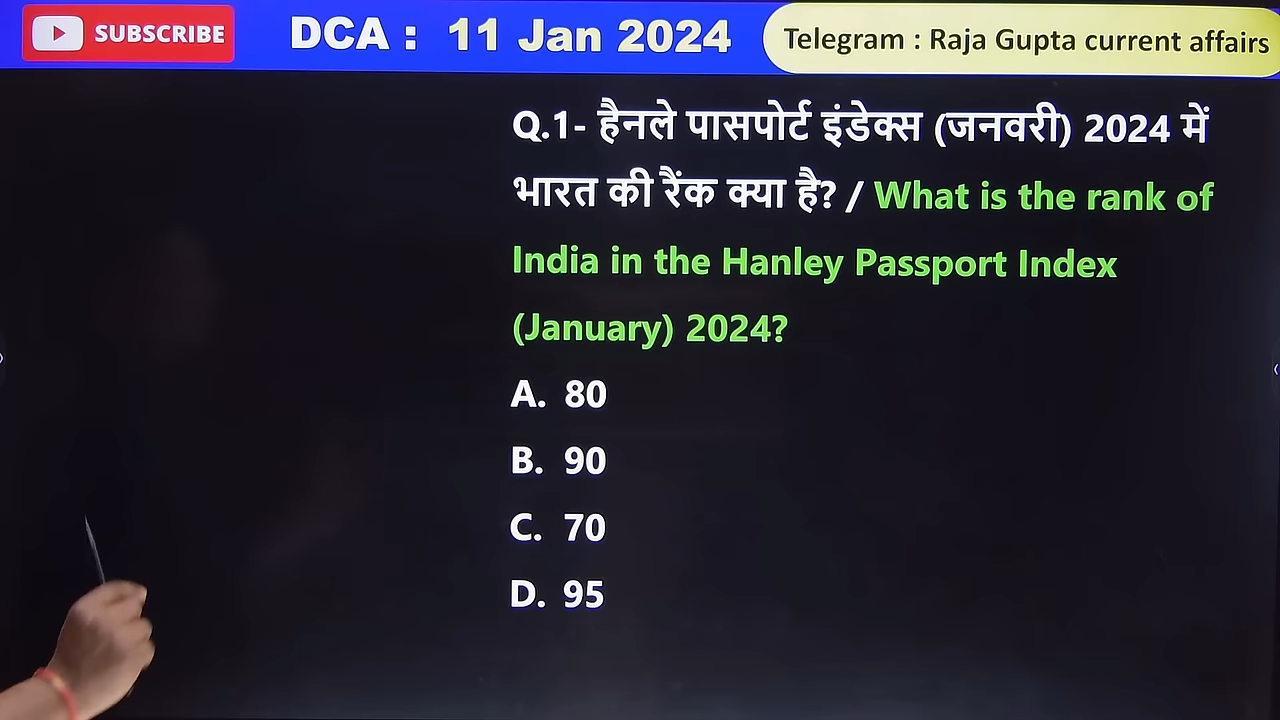 SUBSCRIBE
DCA : 11 Jan 2024
Telegram : Raja Gupta current affairs
Q.1- हैनले पासपोर्ट इंडेक्स (जनवरी) 2024 में
भारत की रैंक क्या है? / What is the rank of
India in the Hanley Passport Index
(January) 2024?
A. 80
B. 90
C. 70
D. 95